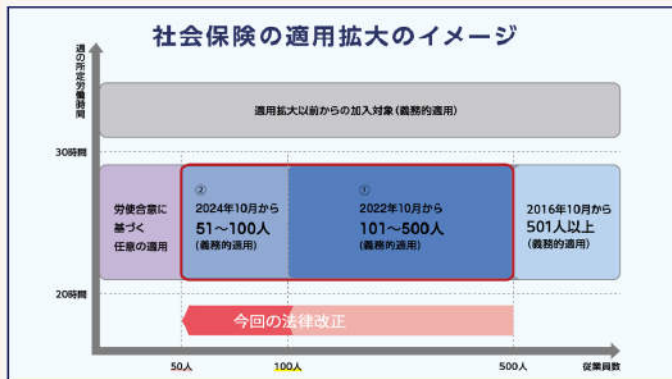 社会保険の適用拡大のイメージ
週の所定労働時間
適用拡大以前からの加入対象(義務的適用)
30時間
労使合意に
基づく
任意の適用
②
2024年10月から
51〜100人
(義務的適用)
①
2022年10月から
101〜500人
(義務的適用)
2016年10月から
501人以上
(義務的適用)
20時間
今回の法律改正
50人
100人
500人
従業員数